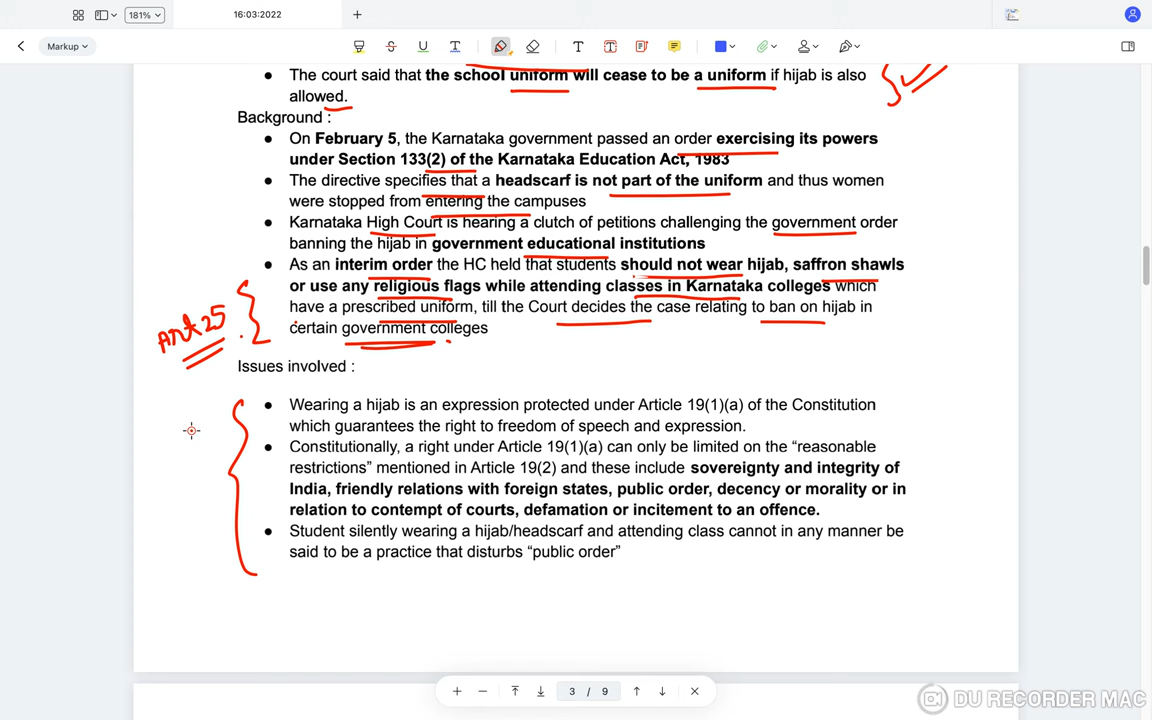 181%
16:03:2022
Markup
● The court said that the school uniform will cease to be a uniform if hijab is also
allowed.
Background :
● On February 5, the Karnataka government passed an order exercising its powers
under Section 133(2) of the Karnataka Education Act, 1983
● The directive specifies that a headscarf is not part of the uniform and thus women
were stopped from entering the campuses
● Karnataka High Court is hearing a clutch of petitions challenging the government order
banning the hijab in government educational institutions
● As an interim order the HC held that students should not wear hijab, saffron shawls
or use any religious flags while attending classes in Karnataka colleges which
have a prescribed uniform, till the Court decides the case relating to ban on hijab in
certain government colleges
Art 25
Issues involved :
● Wearing a hijab is an expression protected under Article 19(1)(a) of the Constitution
which guarantees the right to freedom of speech and expression.
● Constitutionally, a right under Article 19(1)(a) can only be limited on the “reasonable
restrictions” mentioned in Article 19(2) and these include sovereignty and integrity of
India, friendly relations with foreign states, public order, decency or morality or in
relation to contempt of courts, defamation or incitement to an offence.
● Student silently wearing a hijab/headscarf and attending class cannot in any manner be
said to be a practice that disturbs “public order”
3 / 9
DU RECORDER MAC